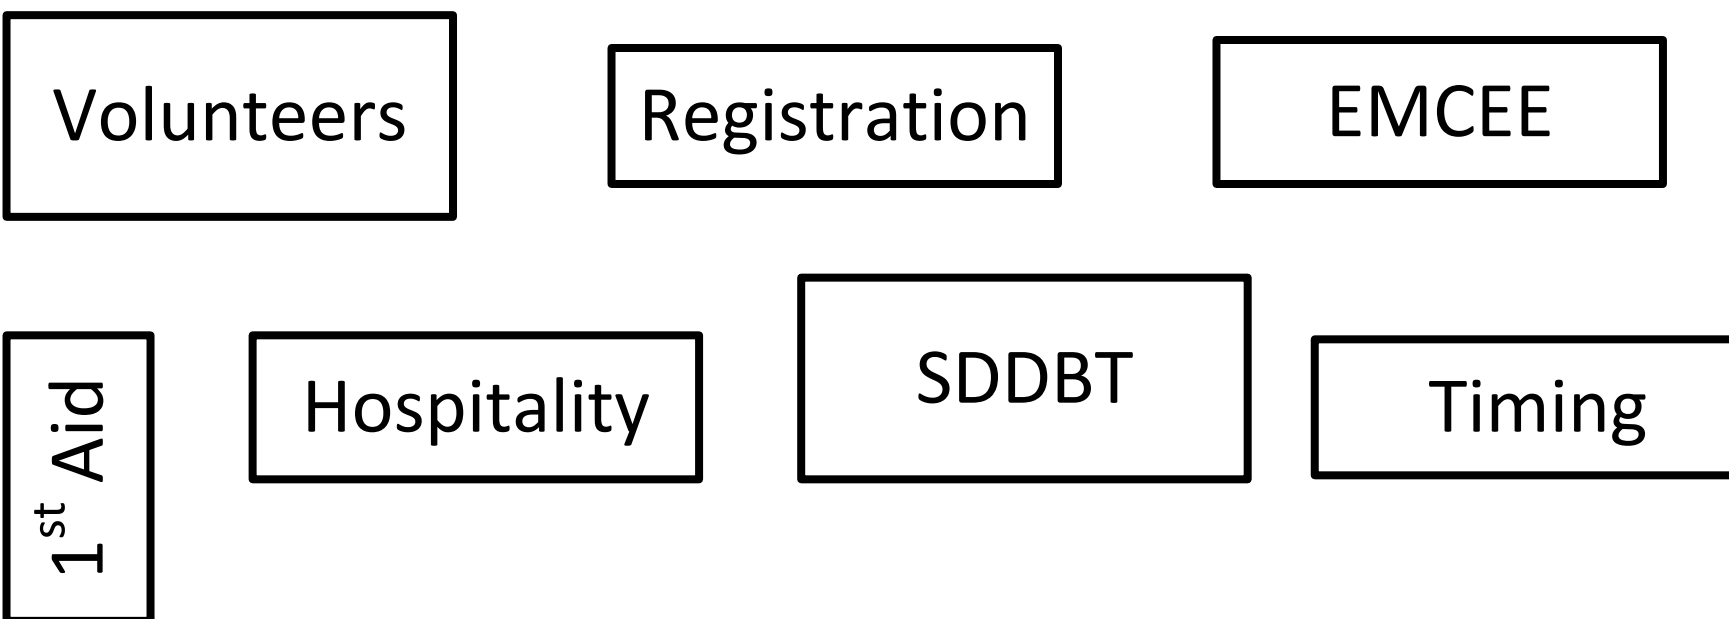 Volunteers
Registration
EMCEE
1st Aid
Hospitality
SDDBT
Timing